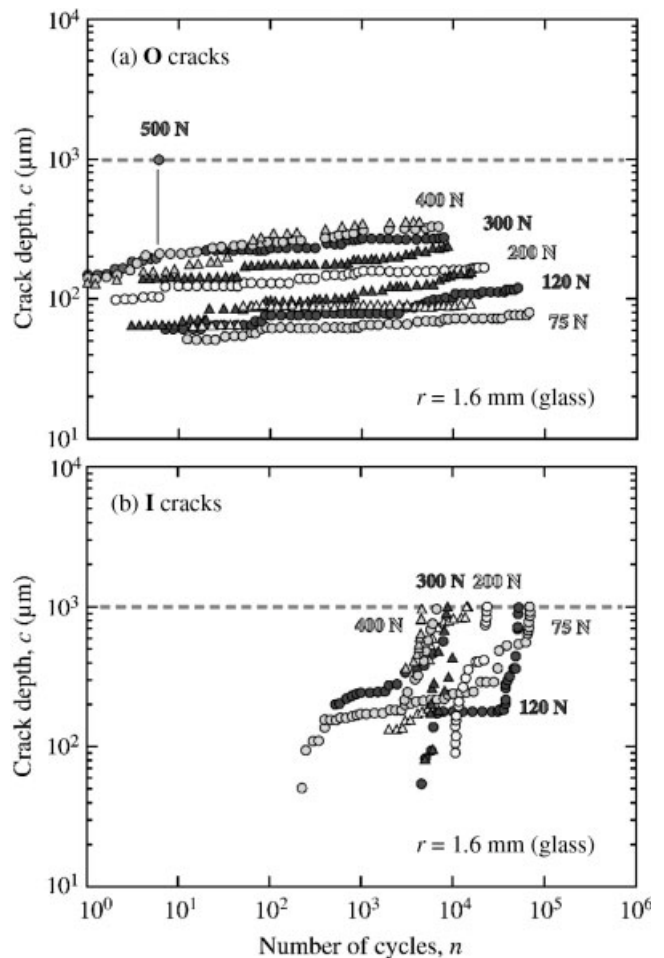 10⁴
(a) O cracks
500 N
10³
Crack depth, c (µm)
400 N
300 N
200 N
10²
120 N
75 N
r = 1.6 mm (glass)
10¹
10⁴
(b) I cracks
300 N 200 N
10³
400 N
75 N
Crack depth, c (µm)
120 N
10²
r = 1.6 mm (glass)
10¹
10⁰ 10¹ 10² 10³ 10⁴ 10⁵ 10⁶
Number of cycles, n